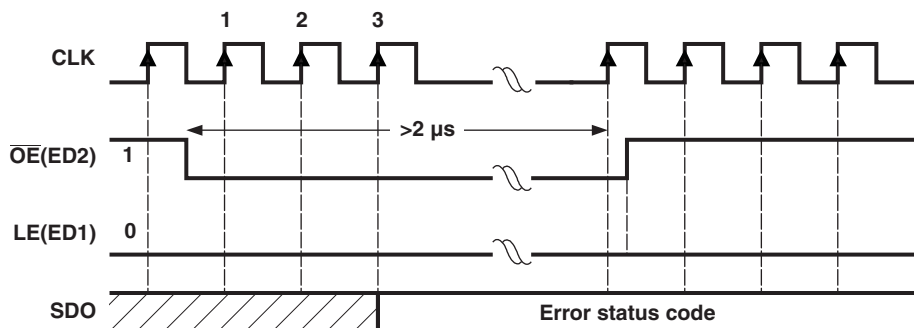 1 2 3
CLK
>2 µs
OE(ED2) 1
LE(ED1) 0
SDO Error status code